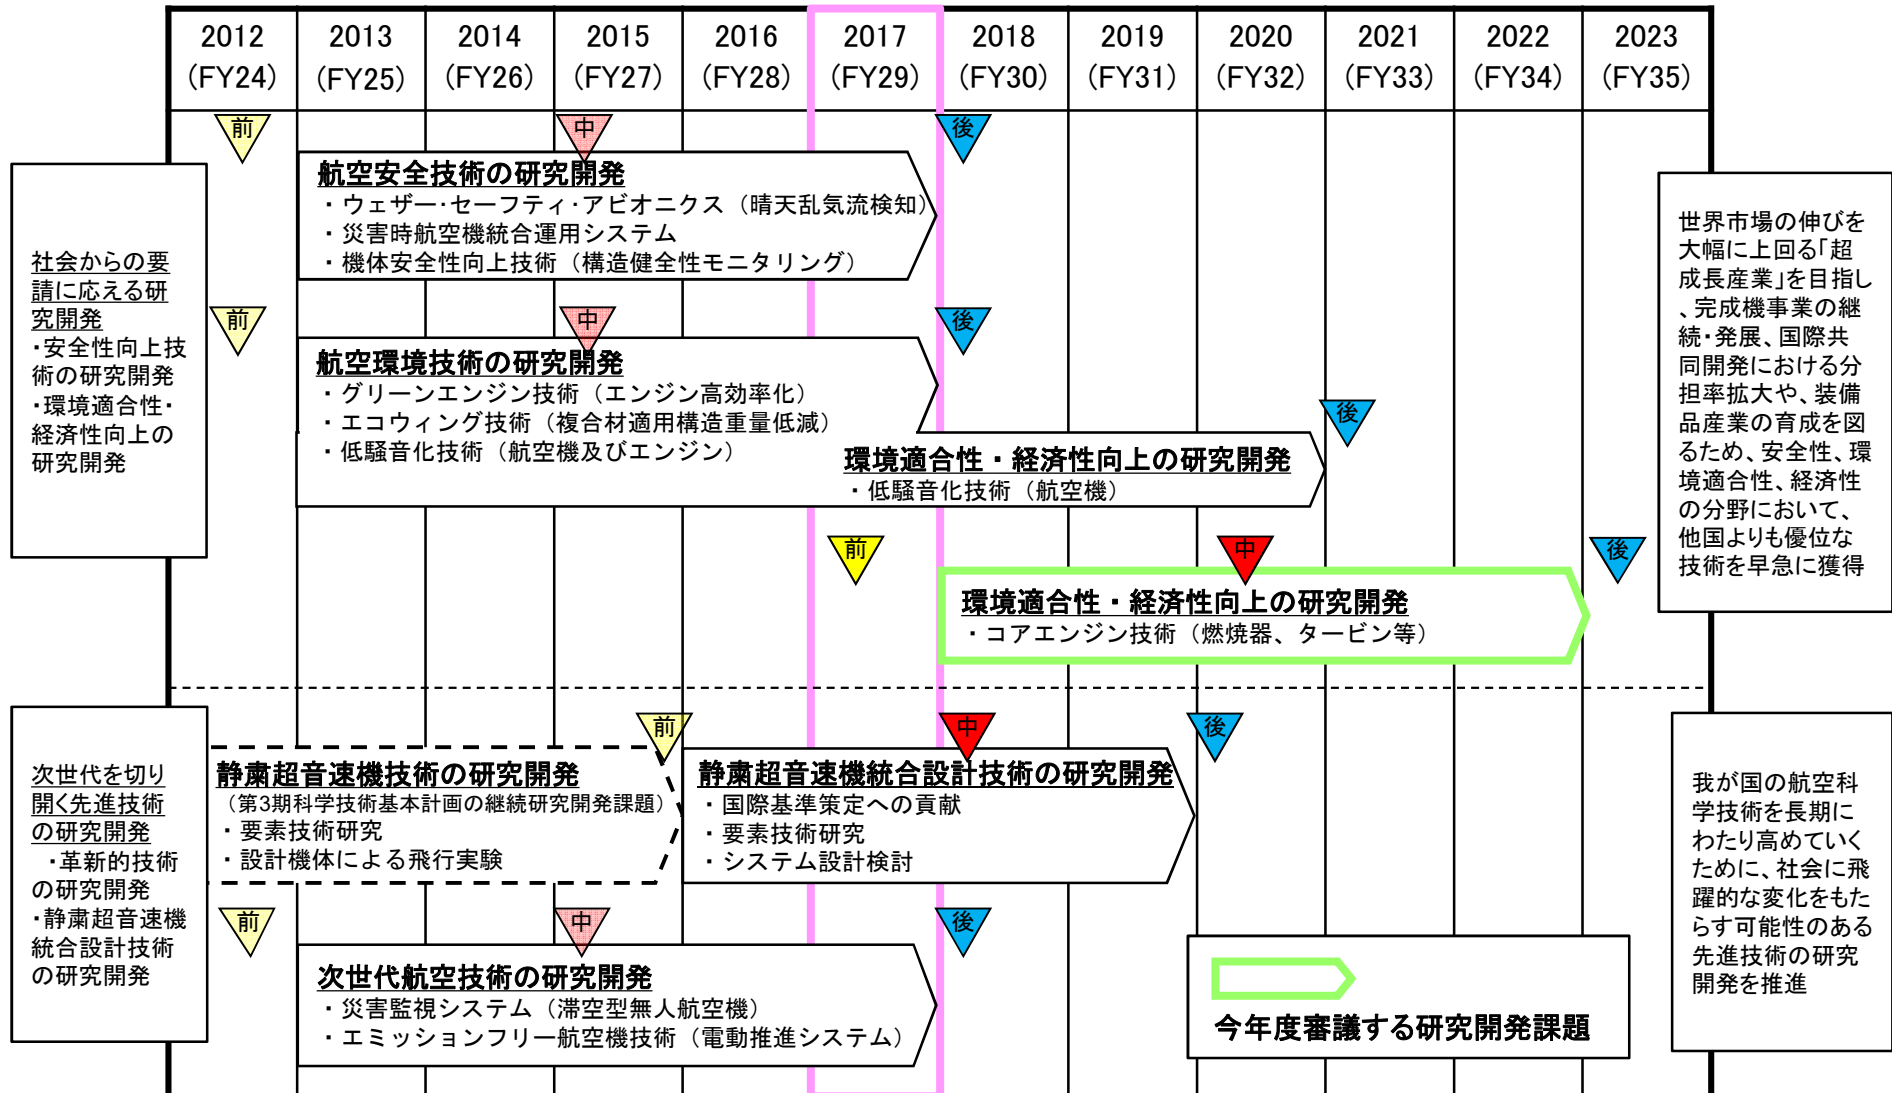 2012 2013 2014 2015 2016 2017 2018 2019 2020 2021 2022 2023
(FY24) (FY25) (FY26) (FY27) (FY28) (FY29) (FY30) (FY31) (FY32) (FY33) (FY34) (FY35)
社会からの要
請に応える研
究開発
・安全性向上技
術の研究開発
・環境適合性・
経済性向上の
研究開発
前 中 後
航空安全技術の研究開発
・ウェザー・セーフティ・アビオニクス（晴天乱気流検知）
・災害時航空機統合運用システム
・機体安全性向上技術（構造健全性モニタリング）
前 中 後
航空環境技術の研究開発
・グリーンエンジン技術（エンジン高効率化）
・エコウィング技術（複合材適用構造重量低減）
・低騒音化技術（航空機及びエンジン）
後
環境適合性・経済性向上の研究開発
・低騒音化技術（航空機）
前 中 後
環境適合性・経済性向上の研究開発
・コアエンジン技術（燃焼器、タービン等）
世界市場の伸びを
大幅に上回る「超
成長産業」を目指し
、完成機事業の継
続・発展、国際共
同開発における分
担率拡大や、装備
品産業の育成を図
るため、安全性、環
境適合性、経済性
の分野において、
他国よりも優位な
技術を早急に獲得
次世代を切り
開く先進技術
の研究開発
・革新的技術
の研究開発
・静粛超音速機
統合設計技術
の研究開発
前 中 後
静粛超音速機技術の研究開発
（第3期科学技術基本計画の継続研究開発課題）
・要素技術研究
・設計機体による飛行実験
静粛超音速機統合設計技術の研究開発
・国際基準策定への貢献
・要素技術研究
・システム設計検討
前 中 後
次世代航空技術の研究開発
・災害監視システム（滞空型無人航空機）
・エミッションフリー航空機技術（電動推進システム）
今年度審議する研究開発課題
我が国の航空科
学技術を長期に
わたり高めていく
ために、社会に飛
躍的な変化をもた
らす可能性のある
先進技術の研究
開発を推進